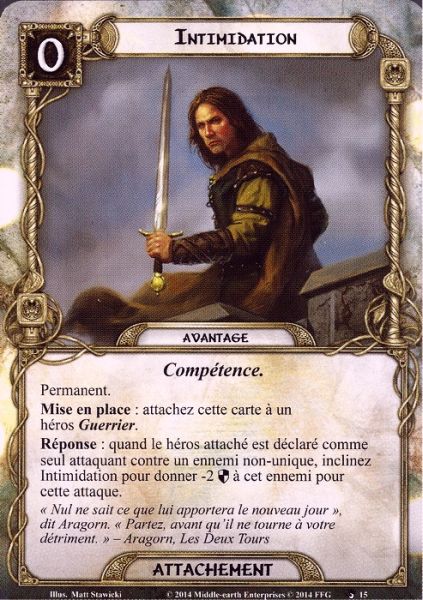 0
INTIMIDATION
AVANTAGE
Compétence.
Permanent.
Mise en place : attachez cette carte à un
héros Guerrier.
Réponse : quand le héros attaché est déclaré comme
seul attaquant contre un ennemi non-unique, inclinez
Intimidation pour donner -2 à cet ennemi pour
cette attaque.
« Nul ne sait ce que lui apportera le nouveau jour »,
dit Aragorn. « Partez, avant qu'il ne tourne à votre
détriment. » – Aragorn, Les Deux Tours
ATTACHEMENT
Illus. Matt Stawicki © 2014 Middle-earth Enterprises © 2014 FFG 15